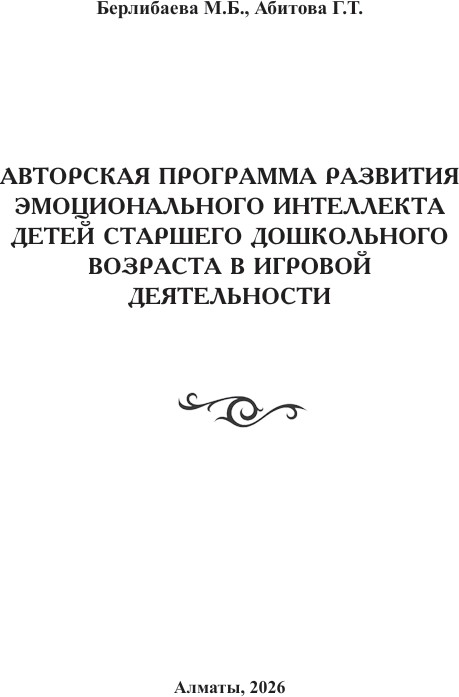 Берлибаева М.Б., Абитова Г.Т.
АВТОРСКАЯ ПРОГРАММА РАЗВИТИЯ
ЭМОЦИОНАЛЬНОГО ИНТЕЛЛЕКТА
ДЕТЕЙ СТАРШЕГО ДОШКОЛЬНОГО
ВОЗРАСТА В ИГРОВОЙ
ДЕЯТЕЛЬНОСТИ
Алматы, 2026